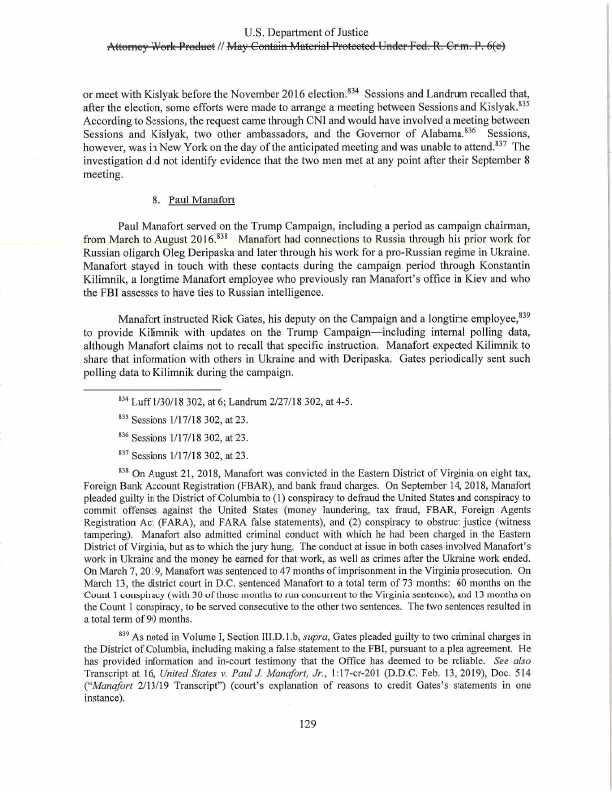 U.S. Department of Justice
Attorney Work Product // May Contain Material Protected Under Fed. R. Crim. P. 6(e)
or meet with Kislyak before the November 2016 election.834 Sessions and Landrum recalled that,
after the election, some efforts were made to arrange a meeting between Sessions and Kislyak.835
According to Sessions, the request came through CNI and would have involved a meeting between
Sessions and Kislyak, two other ambassadors, and the Governor of Alabama.836 Sessions,
however, was in New York on the day of the anticipated meeting and was unable to attend.837 The
investigation did not identify evidence that the two men met at any point after their September 8
meeting.
8. Paul Manafort
Paul Manafort served on the Trump Campaign, including a period as campaign chairman,
from March to August 2016.838 Manafort had connections to Russia through his prior work for
Russian oligarch Oleg Deripaska and later through his work for a pro-Russian regime in Ukraine.
Manafort stayed in touch with these contacts during the campaign period through Konstantin
Kilimnik, a longtime Manafort employee who previously ran Manafort's office in Kiev and who
the FBI assesses to have ties to Russian intelligence.
Manafort instructed Rick Gates, his deputy on the Campaign and a longtime employee,839
to provide Kilimnik with updates on the Trump Campaign—including internal polling data,
although Manafort claims not to recall that specific instruction. Manafort expected Kilimnik to
share that information with others in Ukraine and with Deripaska. Gates periodically sent such
polling data to Kilimnik during the campaign.
834 Luff 1/30/18 302, at 6; Landrum 2/27/18 302, at 4-5.
835 Sessions 1/17/18 302, at 23.
836 Sessions 1/17/18 302, at 23.
837 Sessions 1/17/18 302, at 23.
838 On August 21, 2018, Manafort was convicted in the Eastern District of Virginia on eight tax,
Foreign Bank Account Registration (FBAR), and bank fraud charges. On September 14, 2018, Manafort
pleaded guilty in the District of Columbia to (1) conspiracy to defraud the United States and conspiracy to
commit offenses against the United States (money laundering, tax fraud, FBAR, Foreign Agents
Registration Act (FARA), and FARA false statements), and (2) conspiracy to obstruct justice (witness
tampering). Manafort also admitted criminal conduct with which he had been charged in the Eastern
District of Virginia, but as to which the jury hung. The conduct at issue in both cases involved Manafort's
work in Ukraine and the money he earned for that work, as well as crimes after the Ukraine work ended.
On March 7, 2019, Manafort was sentenced to 47 months of imprisonment in the Virginia prosecution. On
March 13, the district court in D.C. sentenced Manafort to a total term of 73 months: 60 months on the
Count 1 conspiracy (with 30 of those months to run concurrent to the Virginia sentence), and 13 months on
the Count 1 conspiracy, to be served consecutive to the other two sentences. The two sentences resulted in
a total term of 90 months.
839 As noted in Volume I, Section III.D.1.b, supra, Gates pleaded guilty to two criminal charges in
the District of Columbia, including making a false statement to the FBI, pursuant to a plea agreement. He
has provided information and in-court testimony that the Office has deemed to be reliable. See also
Transcript at 16, United States v. Paul J. Manafort, Jr., 1:17-cr-201 (D.D.C. Feb. 13, 2019), Doc. 514
("Manafort 2/13/19 Transcript") (court's explanation of reasons to credit Gates's statements in one
instance).
129